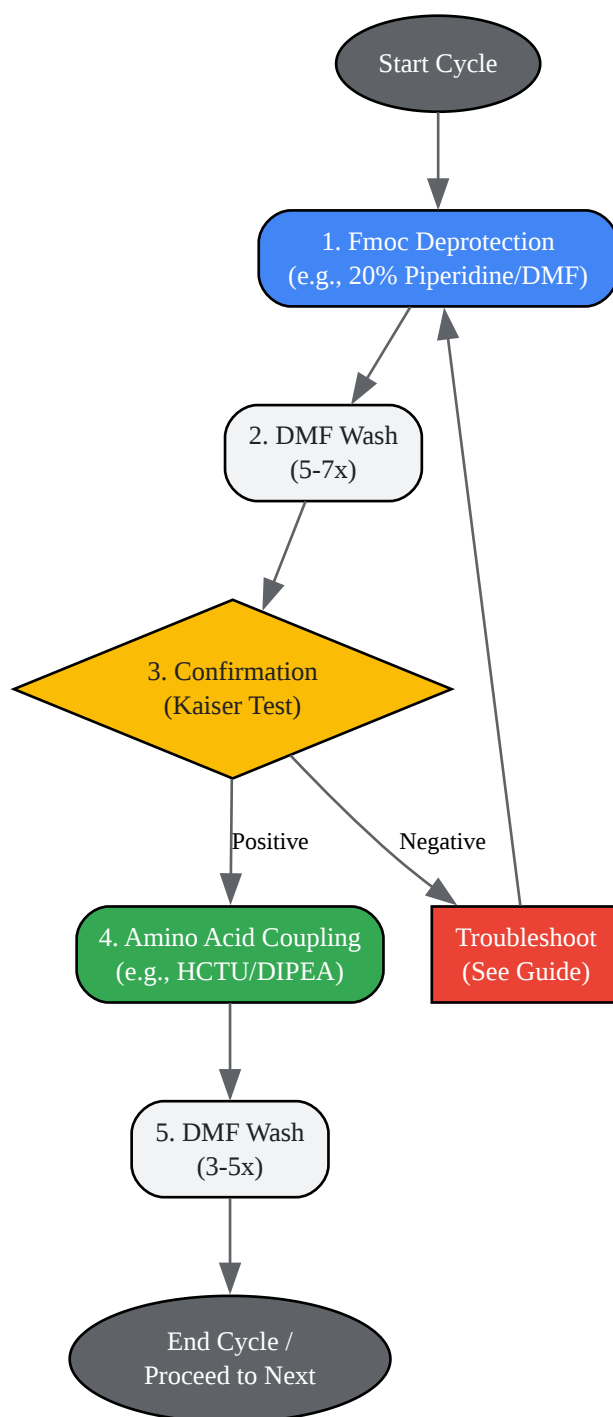 Start Cycle
1. Fmoc Deprotection
(e.g., 20% Piperidine/DMF)
2. DMF Wash
(5-7x)
3. Confirmation
(Kaiser Test)
Positive
Negative
4. Amino Acid Coupling
(e.g., HCTU/DIPEA)
Troubleshoot
(See Guide)
5. DMF Wash
(3-5x)
End Cycle /
Proceed to Next